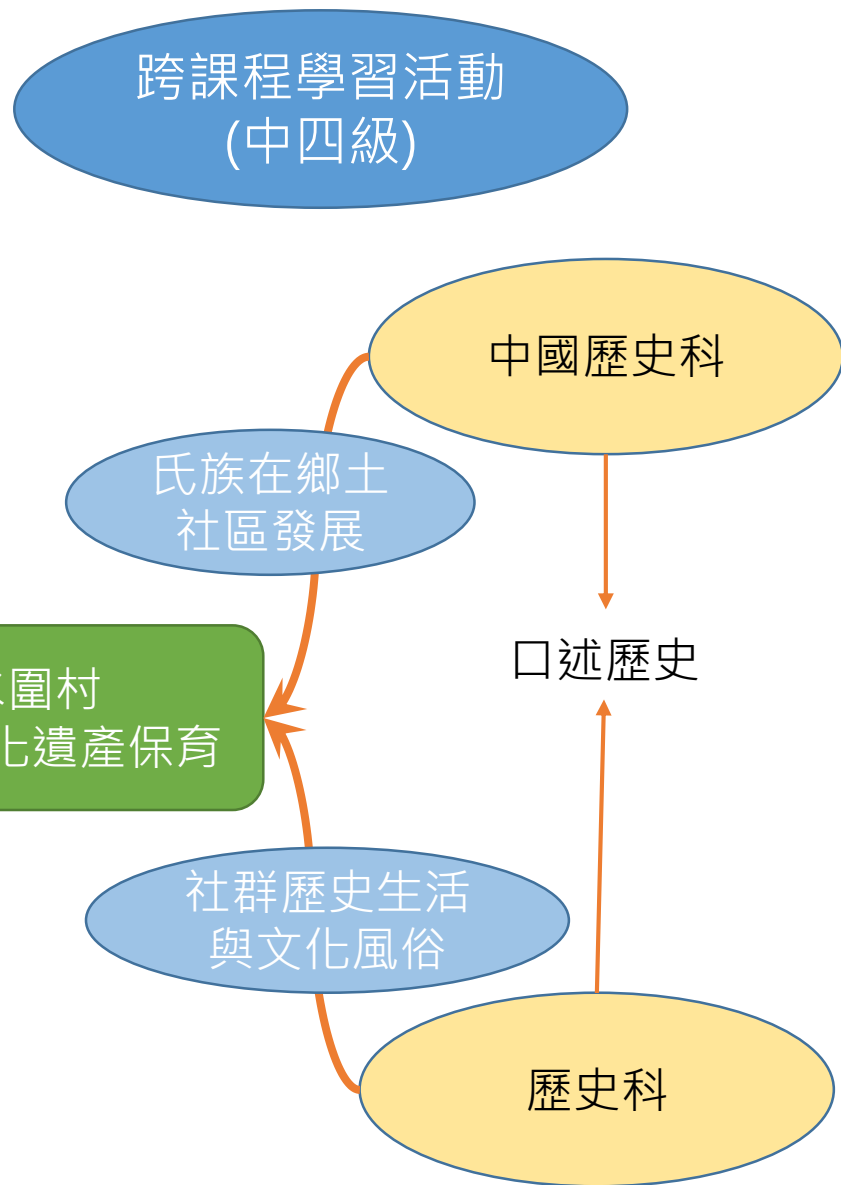 跨課程學習活動
(中四級)
中國歷史科
氏族在鄉土
社區發展
口述歷史
圍村
遺產保育
社群歷史生活
與文化風俗
歷史科